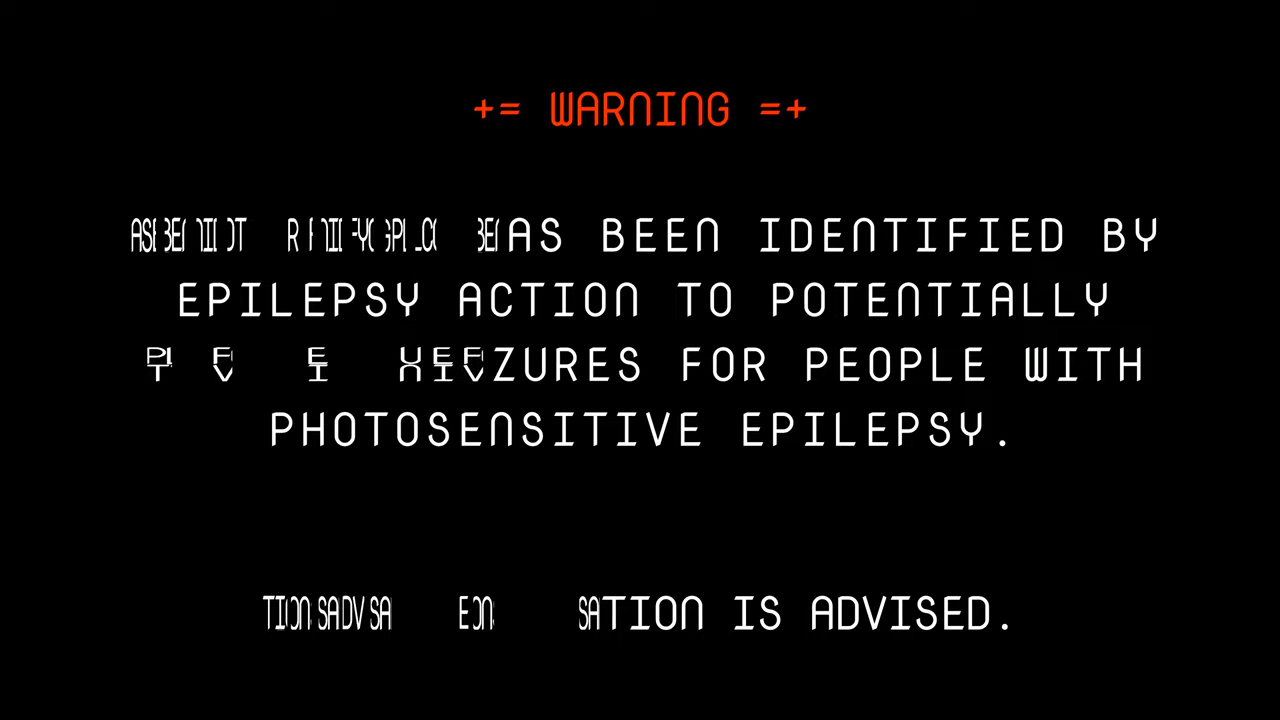 += WARNING =+
AS BEEN IDENTIFIED BY
EPILEPSY ACTION TO POTENTIALLY
ZURES FOR PEOPLE WITH
PHOTOSENSITIVE EPILEPSY.
TION IS ADVISED.